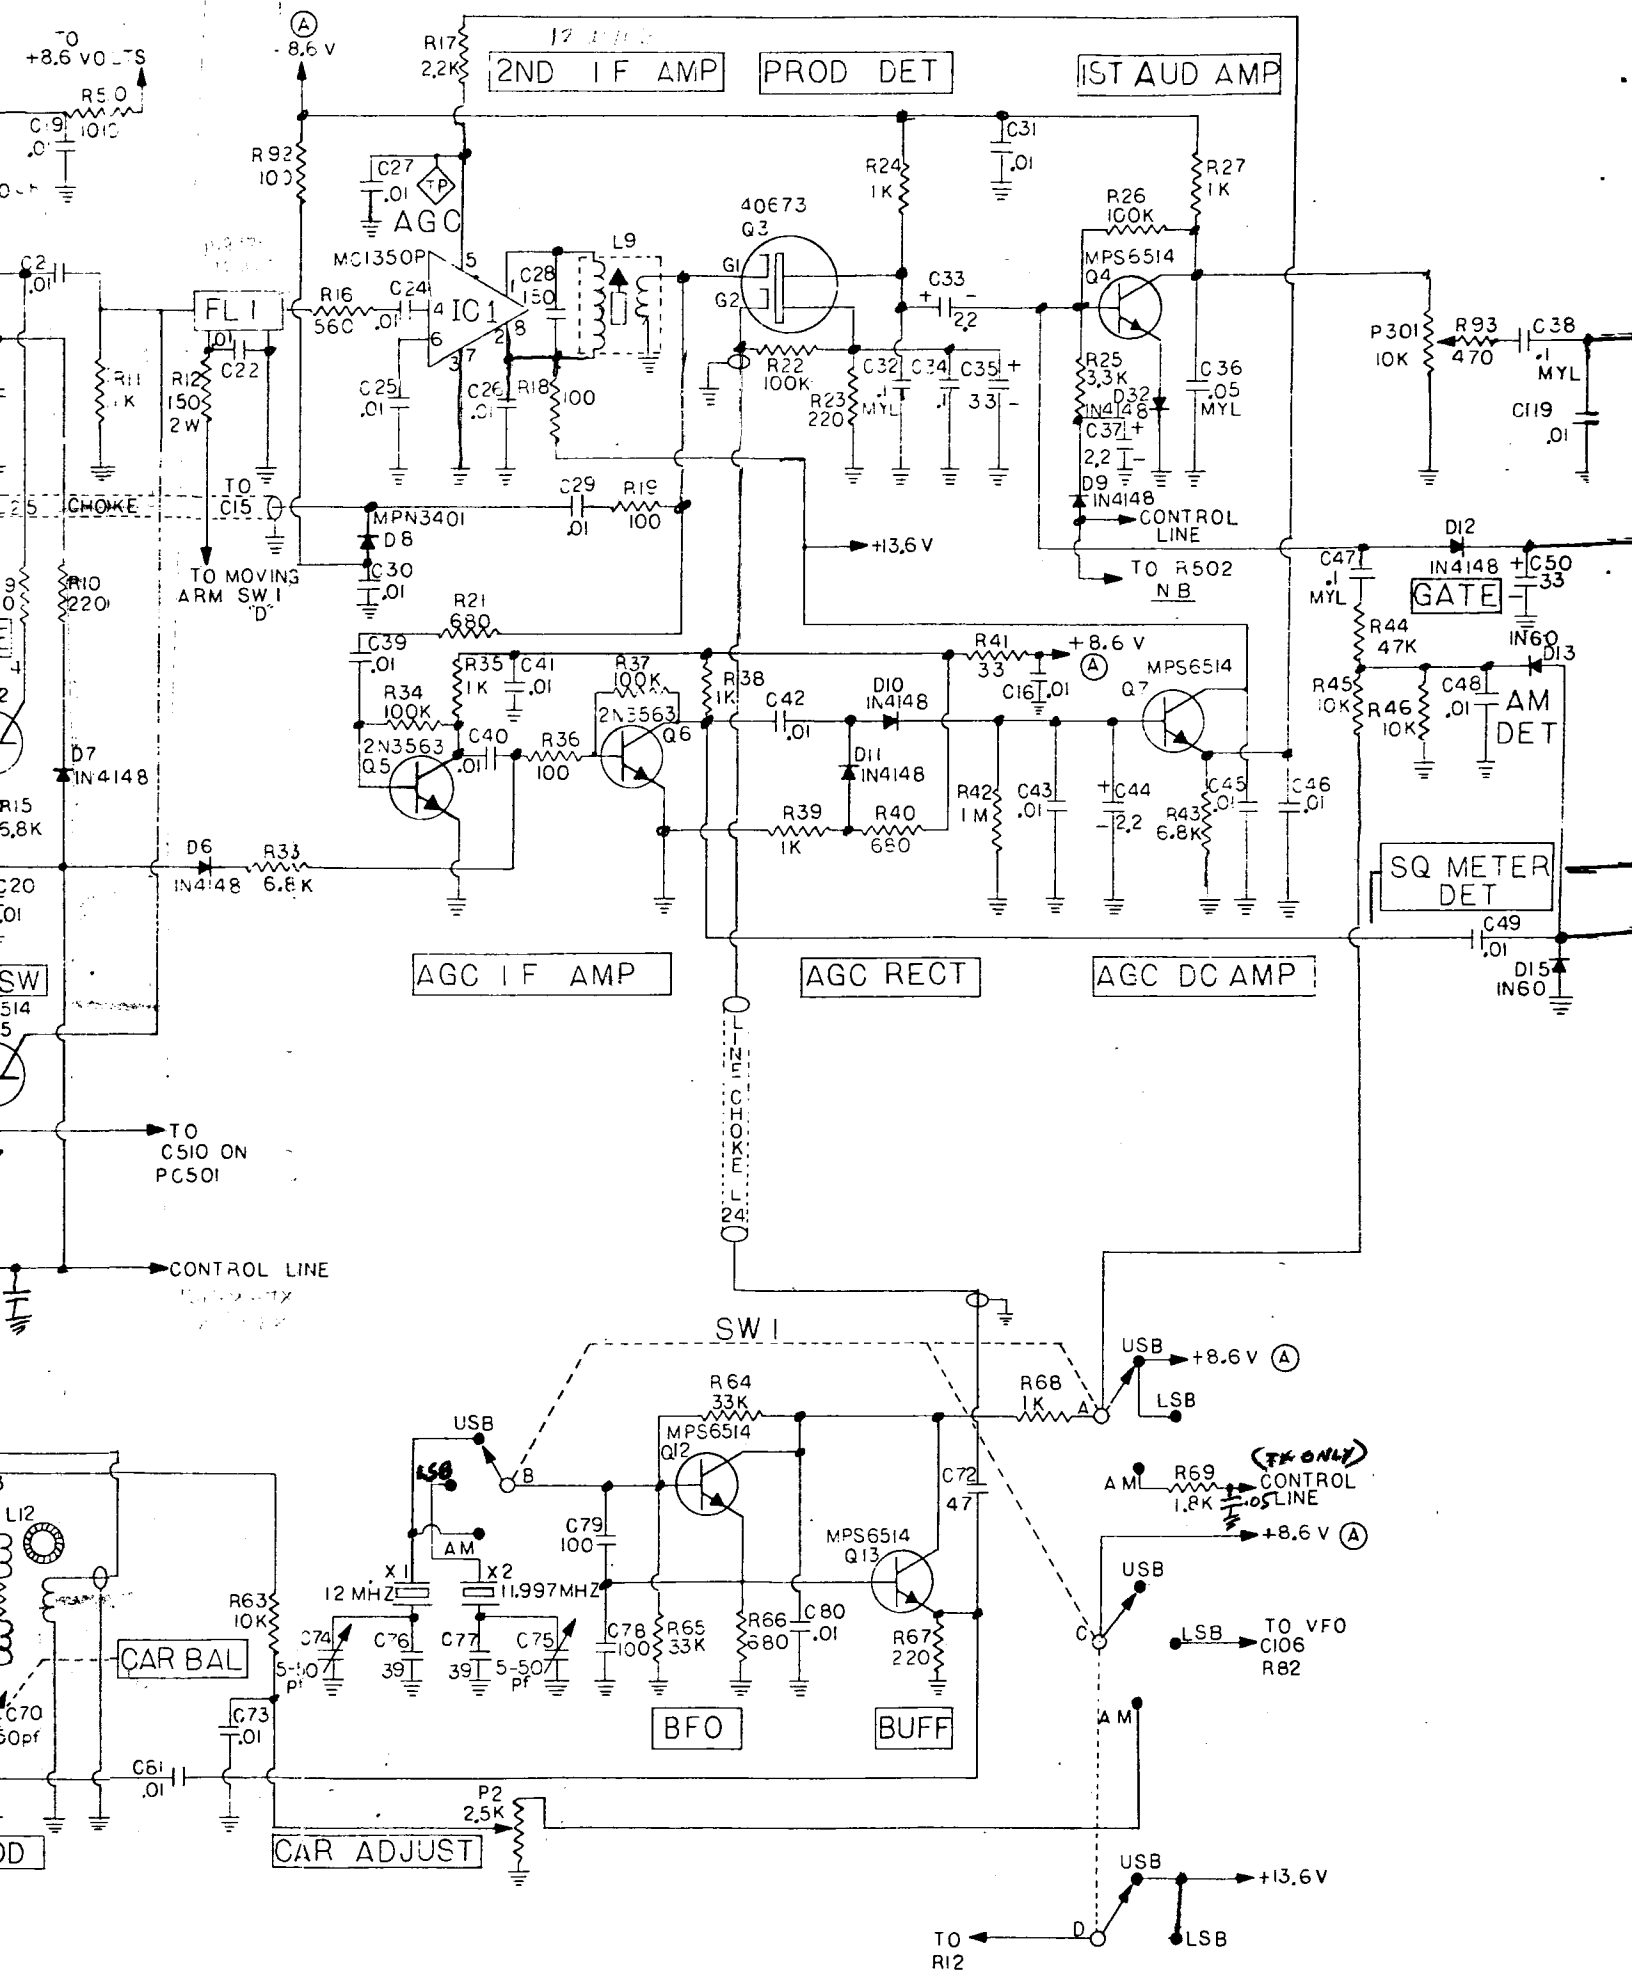 TO
+8.6 VOLTS
A
8.6 V
R17
2.2K
2ND I F AMP
PROD DET
1ST AUD AMP
R50
C19
.01
R92
C27
.01
TP
AGC
R24
1K
C31
.01
R27
1K
R26
100K
40673
Q3
MC1350P
L9
G1
G2
MPS6514
Q4
C2
.01
FL 1
R16
560
C24
.01
4
IC 1
5
1
C28
150
6
2
8
3
7
C33
+ -
2.2
P301
10K
R93
470
C38
.1
MYL
.01
C22
R11
1K
R12
150
2W
C25
.01
C26
.01
R18
100
R22
100K
R23
220
C32
.1
MYL
C34
.1
C35
+
33
-
R25
3.3K
D32
1N4148
C37
+
2.2
-
C36
.05
MYL
C119
.01
CHOKE
TO
C15
MPN3401
D8
C29
.01
R19
100
D9
1N4148
CONTROL
LINE
D12
1N4148
GATE
TO MOVING
ARM SW1
"D"
C30
.01
+13.6 V
TO R502
NB
C47
.1
MYL
+
C50
33
-
R10
220
R21
680
C39
.01
R35
1K
C41
.01
R37
100K
R38
1K
R41
33
+8.6 V
A
C16
.01
MPS6514
Q7
R44
47K
1N60
D13
R34
100K
2N3563
Q5
C40
.01
R36
100
2N3563
Q6
C42
.01
D10
1N4148
D11
1N4148
R45
10K
R46
10K
C48
.01
AM
DET
D7
1N4148
R15
6.8K
R39
1K
R40
680
R42
1M
C43
.01
+
C44
-
2.2
R43
6.8K
C45
.01
C46
.01
D6
1N4148
R33
6.8K
SQ METER
DET
C20
.01
C49
.01
SW
D15
1N60
AGC I F AMP
AGC RECT
AGC DC AMP
LINE CHOKE L 24
TO
C510 ON
PC501
CONTROL LINE
SW 1
USB
+8.6 V
A
LSB
R64
33K
R68
1K
A
USB
MPS6514
Q12
LSB
B
(TX ONLY)
AM
R69
1.8K
CONTROL
LINE
.05
C72
47
+8.6 V
A
L12
AM
C79
100
MPS6514
Q13
X 1
12 MHZ
X 2
11.997MHZ
USB
R63
10K
C74
C76
39
C77
39
C75
5-50
Pf
C78
100
R65
33K
R66
680
C80
.01
R67
220
C
LSB
TO VFO
C106
R82
CAR BAL
C70
C73
.01
BFO
BUFF
AM
C61
.01
P2
2.5K
CAR ADJUST
USB
+13.6V
D
LSB
TO
R12